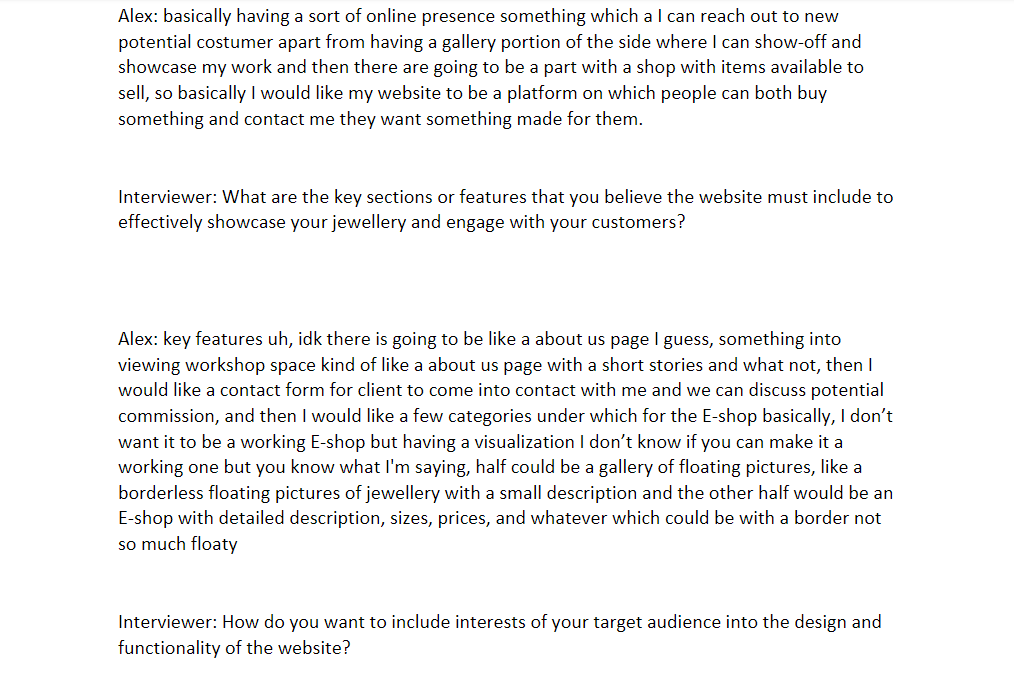 Alex: basically having a sort of online presence something which a I can reach out to new
potential costumer apart from having a gallery portion of the side where I can show-off and
showcase my work and then there are going to be a part with a shop with items available to
sell, so basically I would like my website to be a platform on which people can both buy
something and contact me they want something made for them.
Interviewer: What are the key sections or features that you believe the website must include to
effectively showcase your jewellery and engage with your customers?
Alex: key features uh, idk there is going to be like a about us page I guess, something into
viewing workshop space kind of like a about us page with a short stories and what not, then I
would like a contact form for client to come into contact with me and we can discuss potential
commission, and then I would like a few categories under which for the E-shop basically, I don’t
want it to be a working E-shop but having a visualization I don’t know if you can make it a
working one but you know what I'm saying, half could be a gallery of floating pictures, like a
borderless floating pictures of jewellery with a small description and the other half would be an
E-shop with detailed description, sizes, prices, and whatever which could be with a border not
so much floaty
Interviewer: How do you want to include interests of your target audience into the design and
functionality of the website?